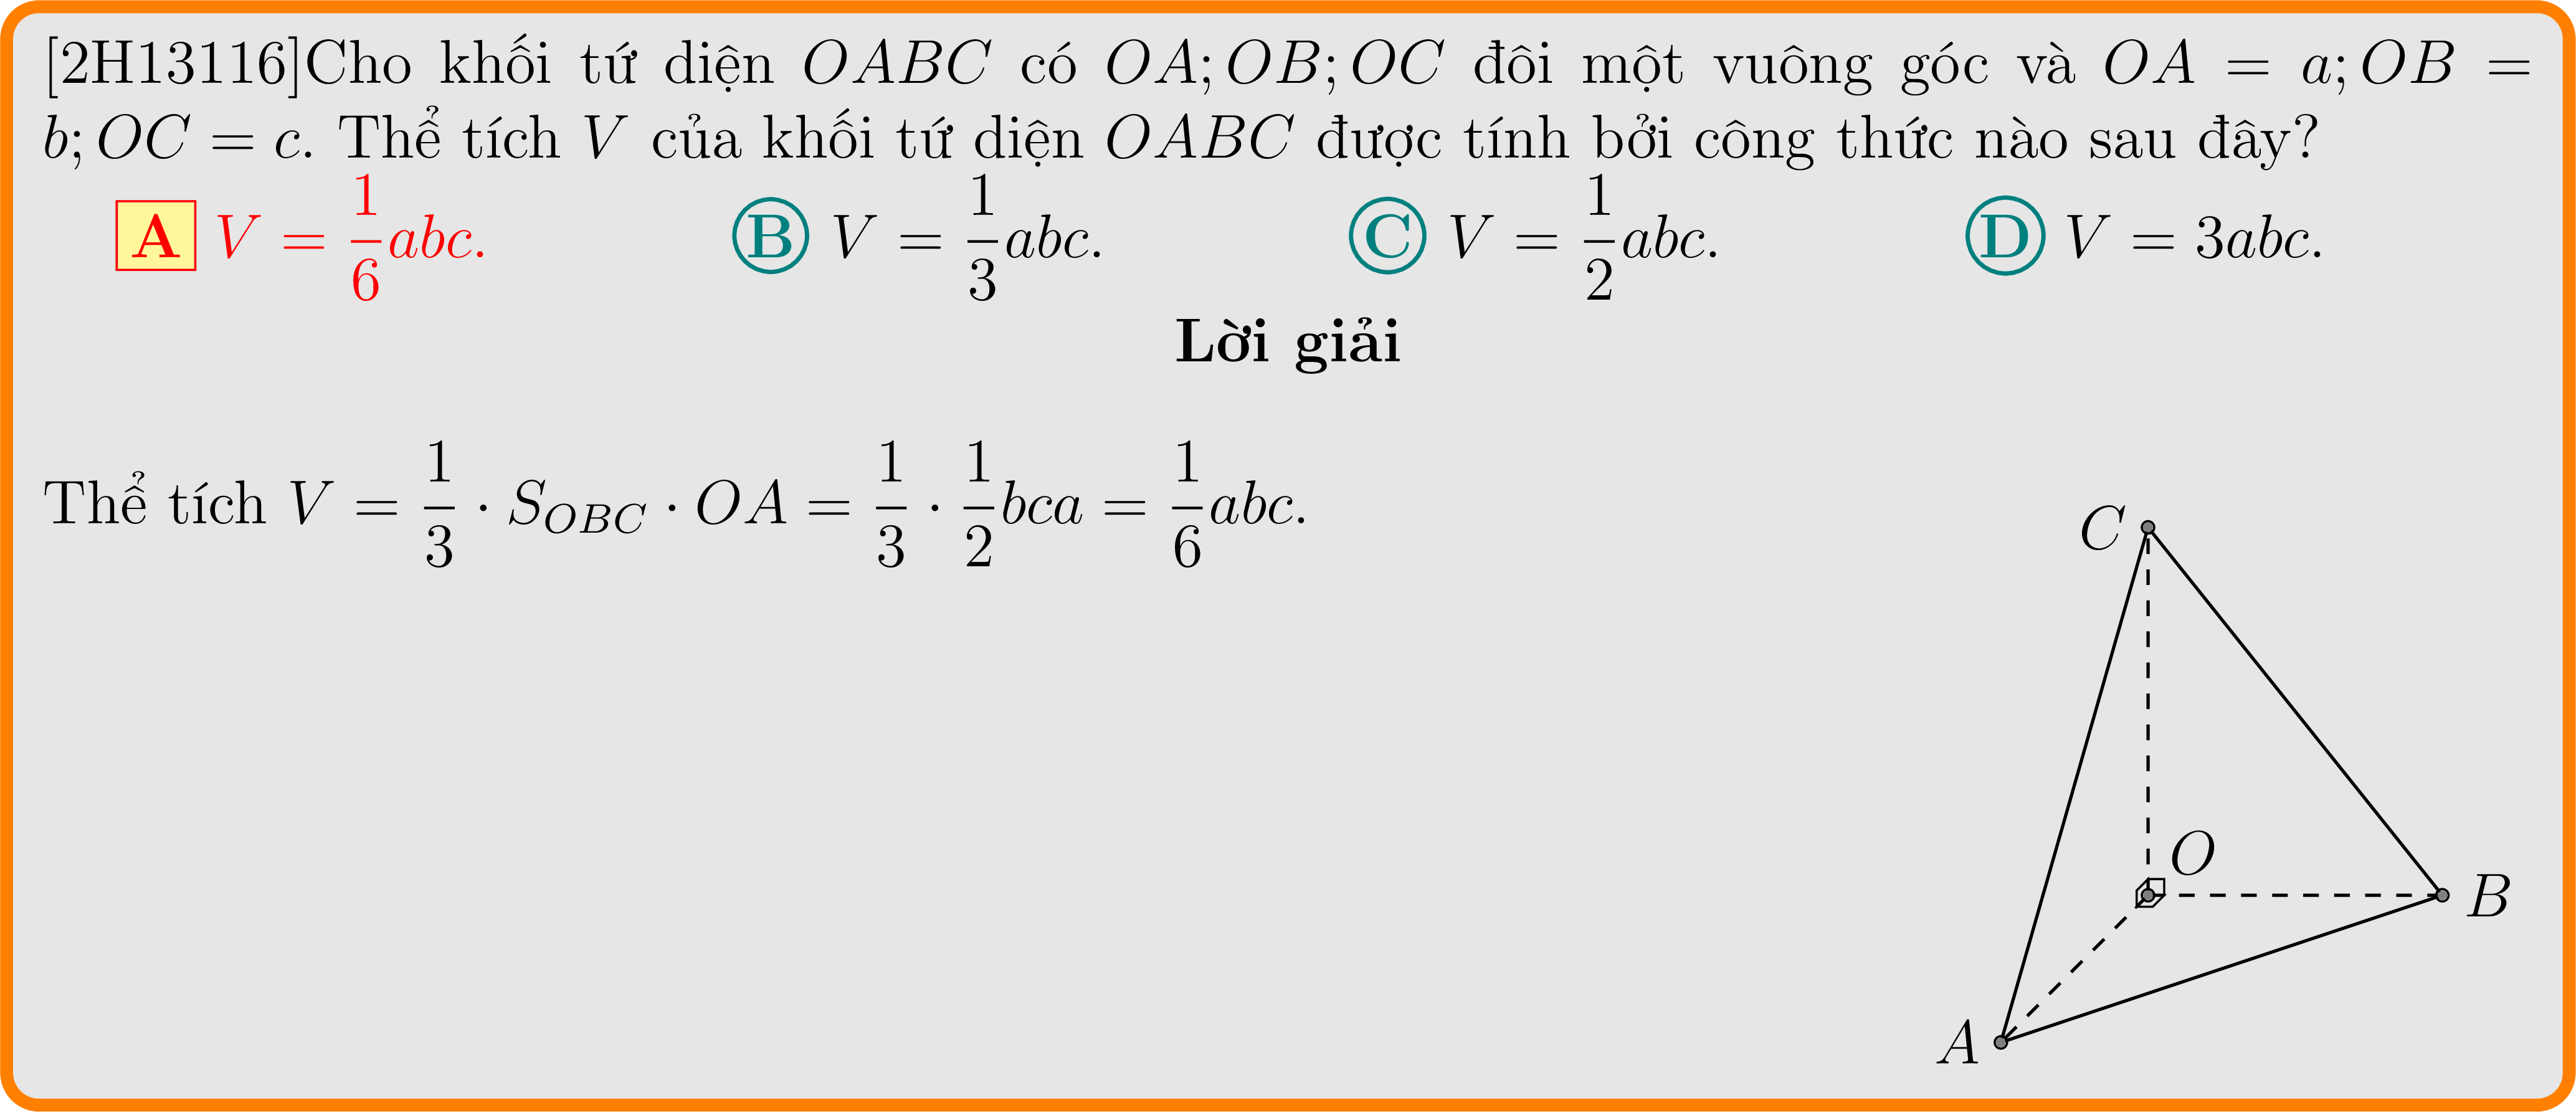 [2H13116]Cho khối tứ diện OABC có OA; OB; OC đôi một vuông góc và OA = a; OB =
b; OC = c. Thể tích V của khối tứ diện OABC được tính bởi công thức nào sau đây?
A V = \frac{1}{6}abc. B V = \frac{1}{3}abc. C V = \frac{1}{2}abc. D V = 3abc.
Lời giải
Thể tích V = \frac{1}{3} · S_{OBC} · OA = \frac{1}{3} · \frac{1}{2}bca = \frac{1}{6}abc.
C
O
B
A